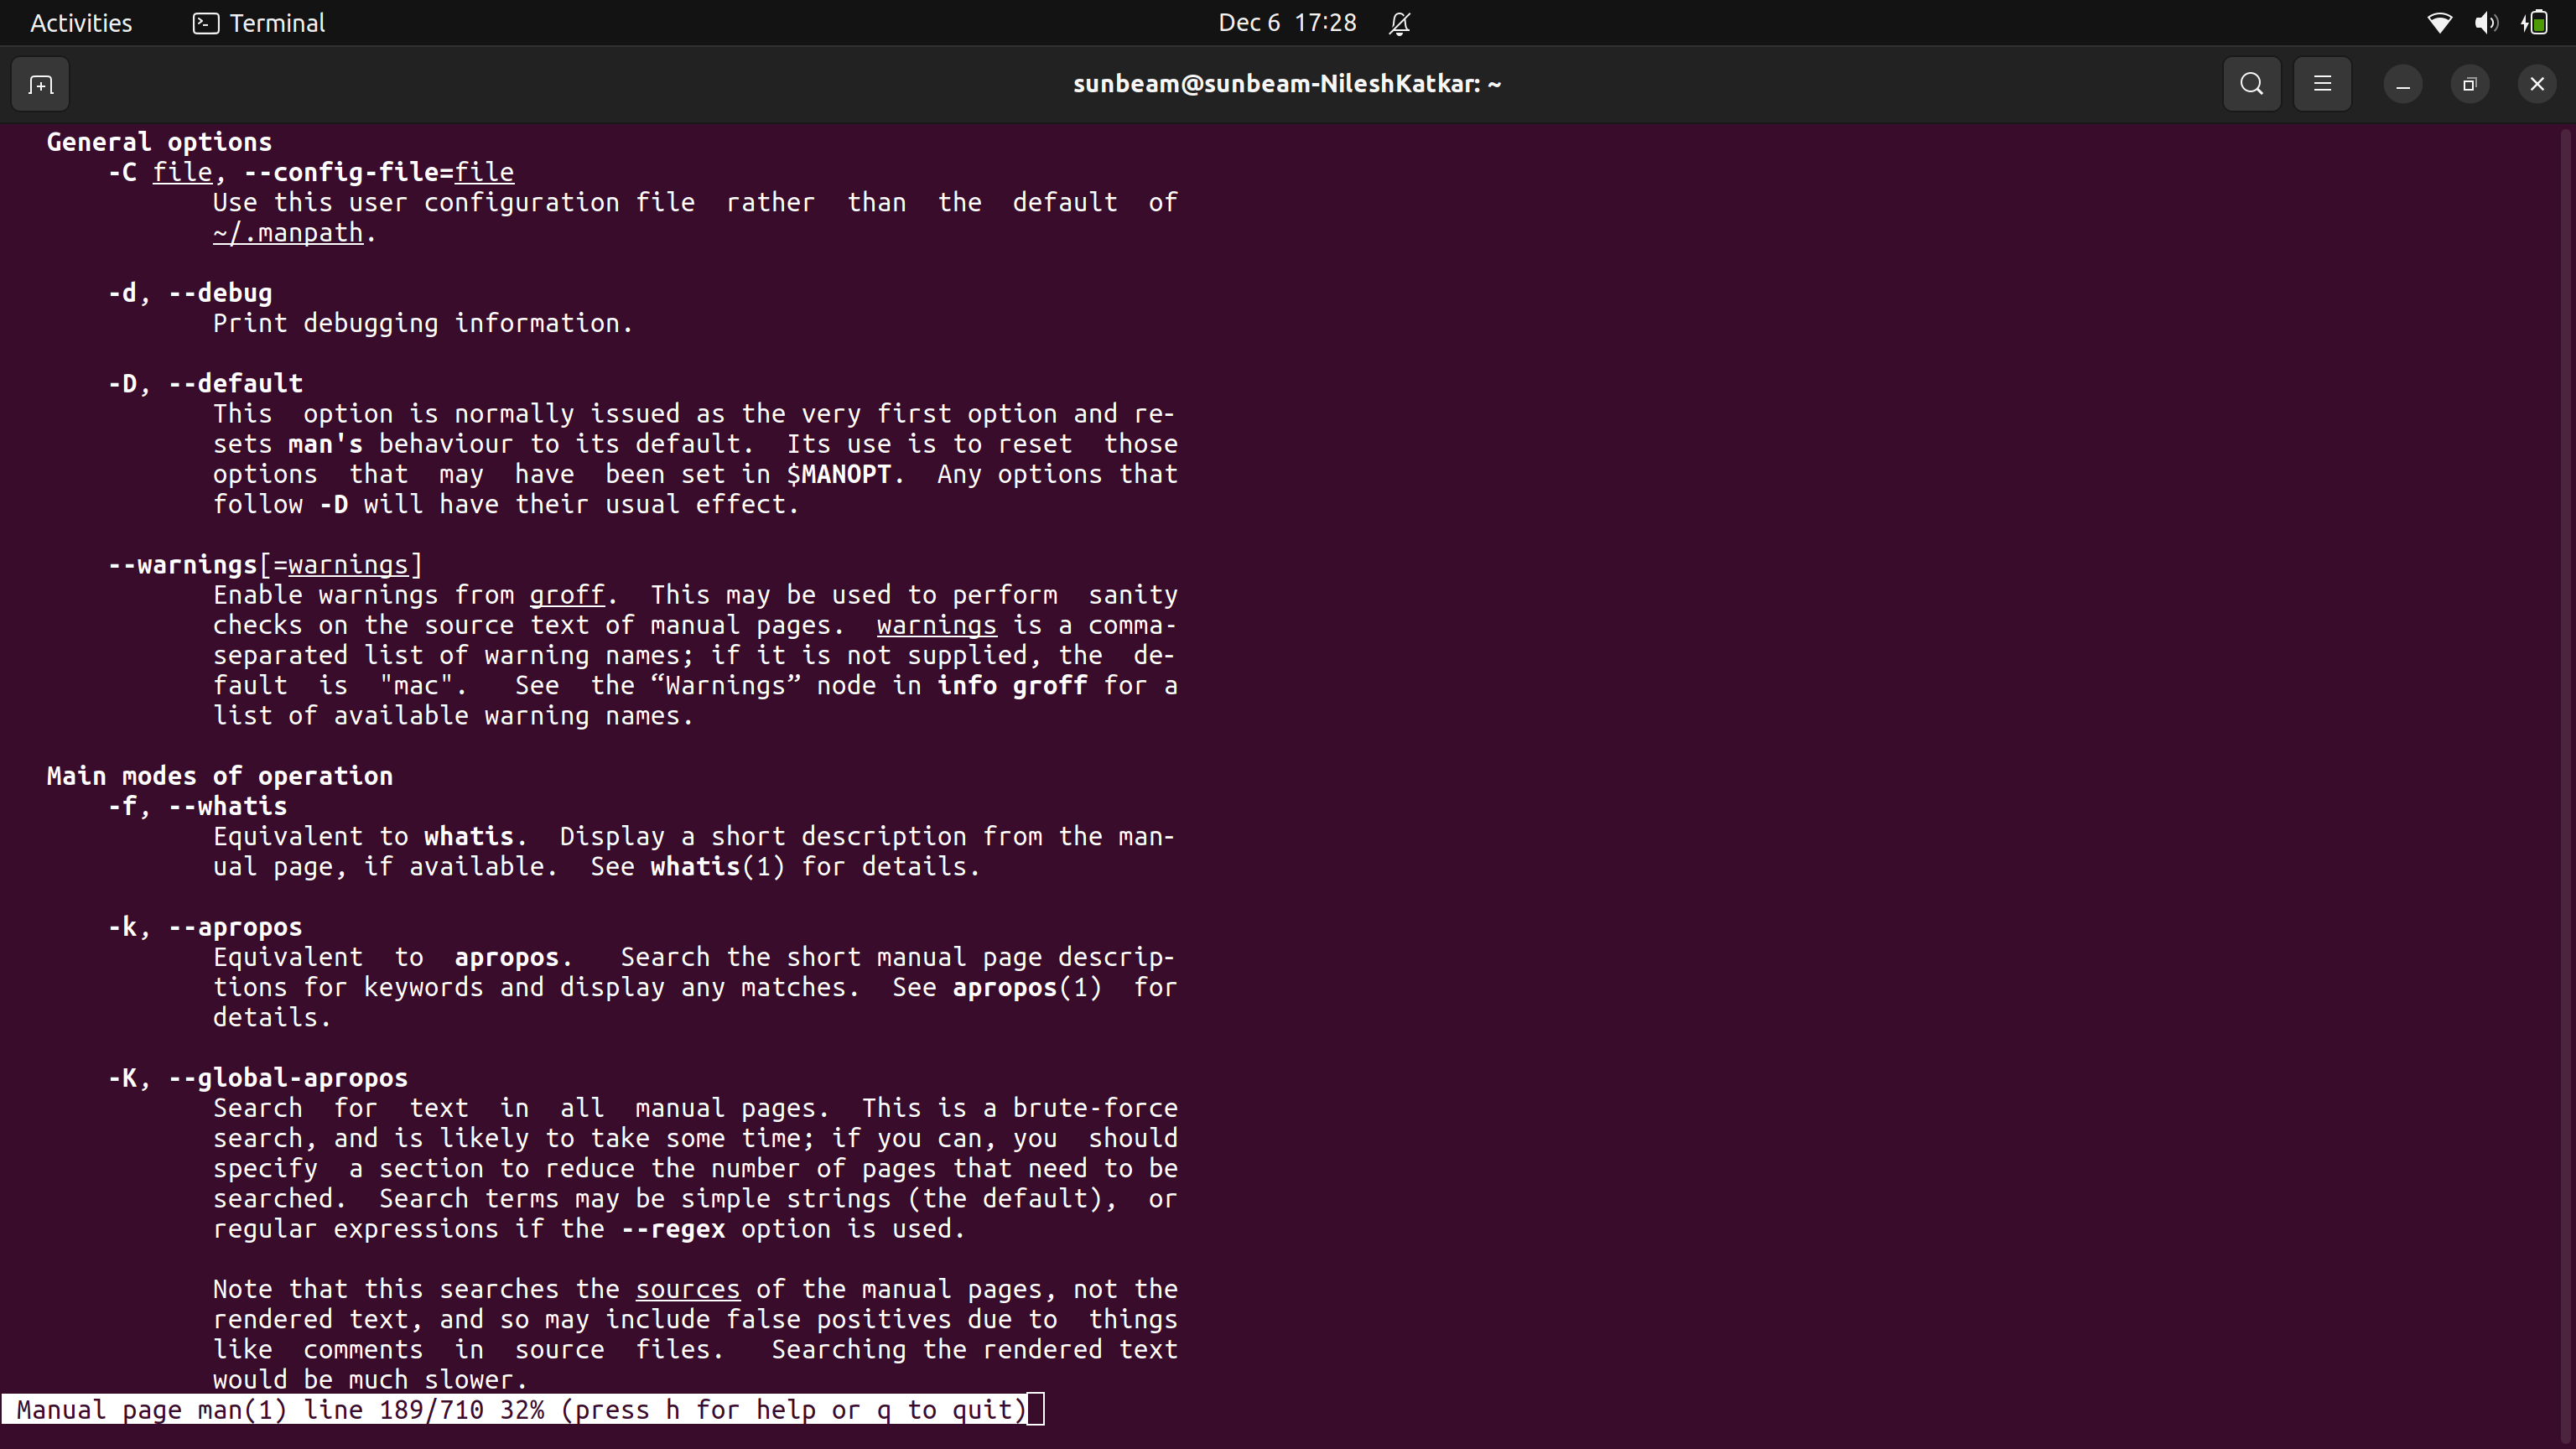 Activities Terminal Dec 6 17:28
sunbeam@sunbeam-NileshKatkar: ~
General options
-C file, --config-file=file
Use this user configuration file rather than the default of
~/.manpath.
-d, --debug
Print debugging information.
-D, --default
This option is normally issued as the very first option and re-
sets man's behaviour to its default. Its use is to reset those
options that may have been set in $MANOPT. Any options that
follow -D will have their usual effect.
--warnings[=warnings]
Enable warnings from groff. This may be used to perform sanity
checks on the source text of manual pages. warnings is a comma-
separated list of warning names; if it is not supplied, the de-
fault is "mac". See the “Warnings” node in info groff for a
list of available warning names.
Main modes of operation
-f, --whatis
Equivalent to whatis. Display a short description from the man-
ual page, if available. See whatis(1) for details.
-k, --apropos
Equivalent to apropos. Search the short manual page descrip-
tions for keywords and display any matches. See apropos(1) for
details.
-K, --global-apropos
Search for text in all manual pages. This is a brute-force
search, and is likely to take some time; if you can, you should
specify a section to reduce the number of pages that need to be
searched. Search terms may be simple strings (the default), or
regular expressions if the --regex option is used.
Note that this searches the sources of the manual pages, not the
rendered text, and so may include false positives due to things
like comments in source files. Searching the rendered text
would be much slower.
Manual page man(1) line 189/710 32% (press h for help or q to quit)